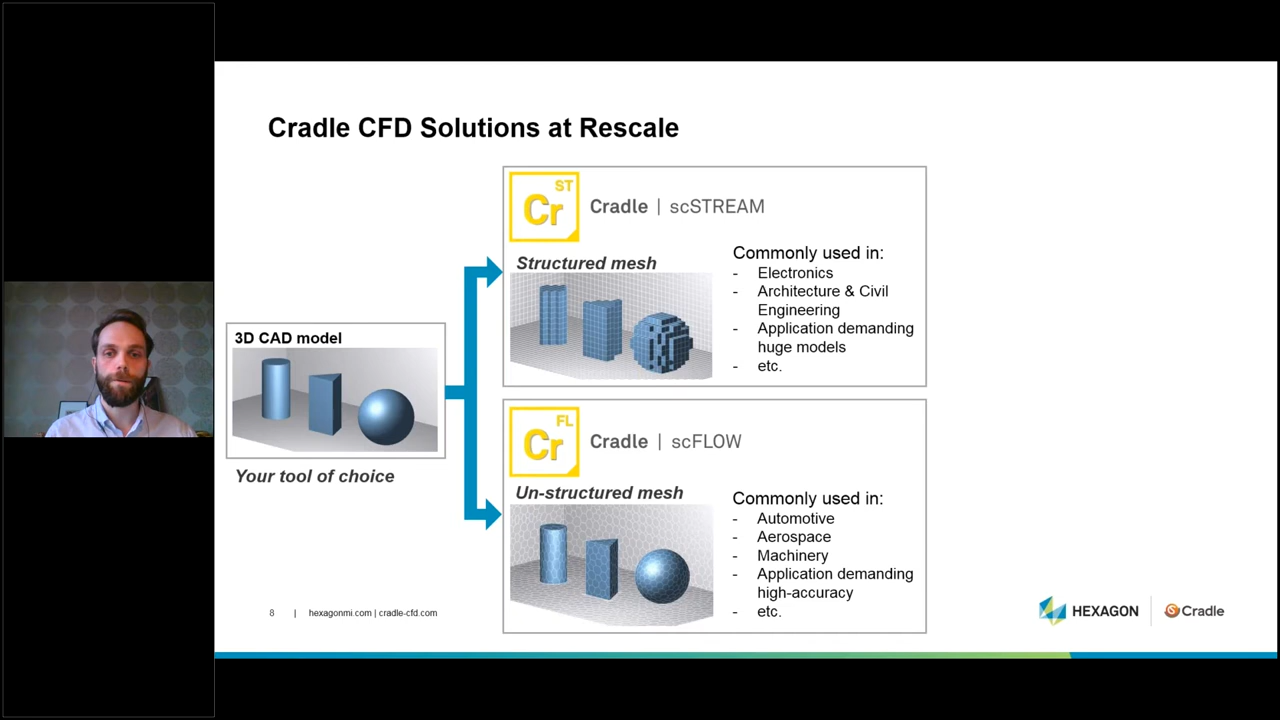 Cradle CFD Solutions at Rescale
3D CAD model
Your tool of choice
ST
Cr
Cradle | scSTREAM
Structured mesh
Commonly used in:
- Electronics
- Architecture & Civil
Engineering
- Application demanding
huge models
- etc.
FL
Cr
Cradle | scFLOW
Un-structured mesh
Commonly used in:
- Automotive
- Aerospace
- Machinery
- Application demanding
high-accuracy
- etc.
8 | hexagonmi.com | cradle-cfd.com
HEXAGON | Cradle